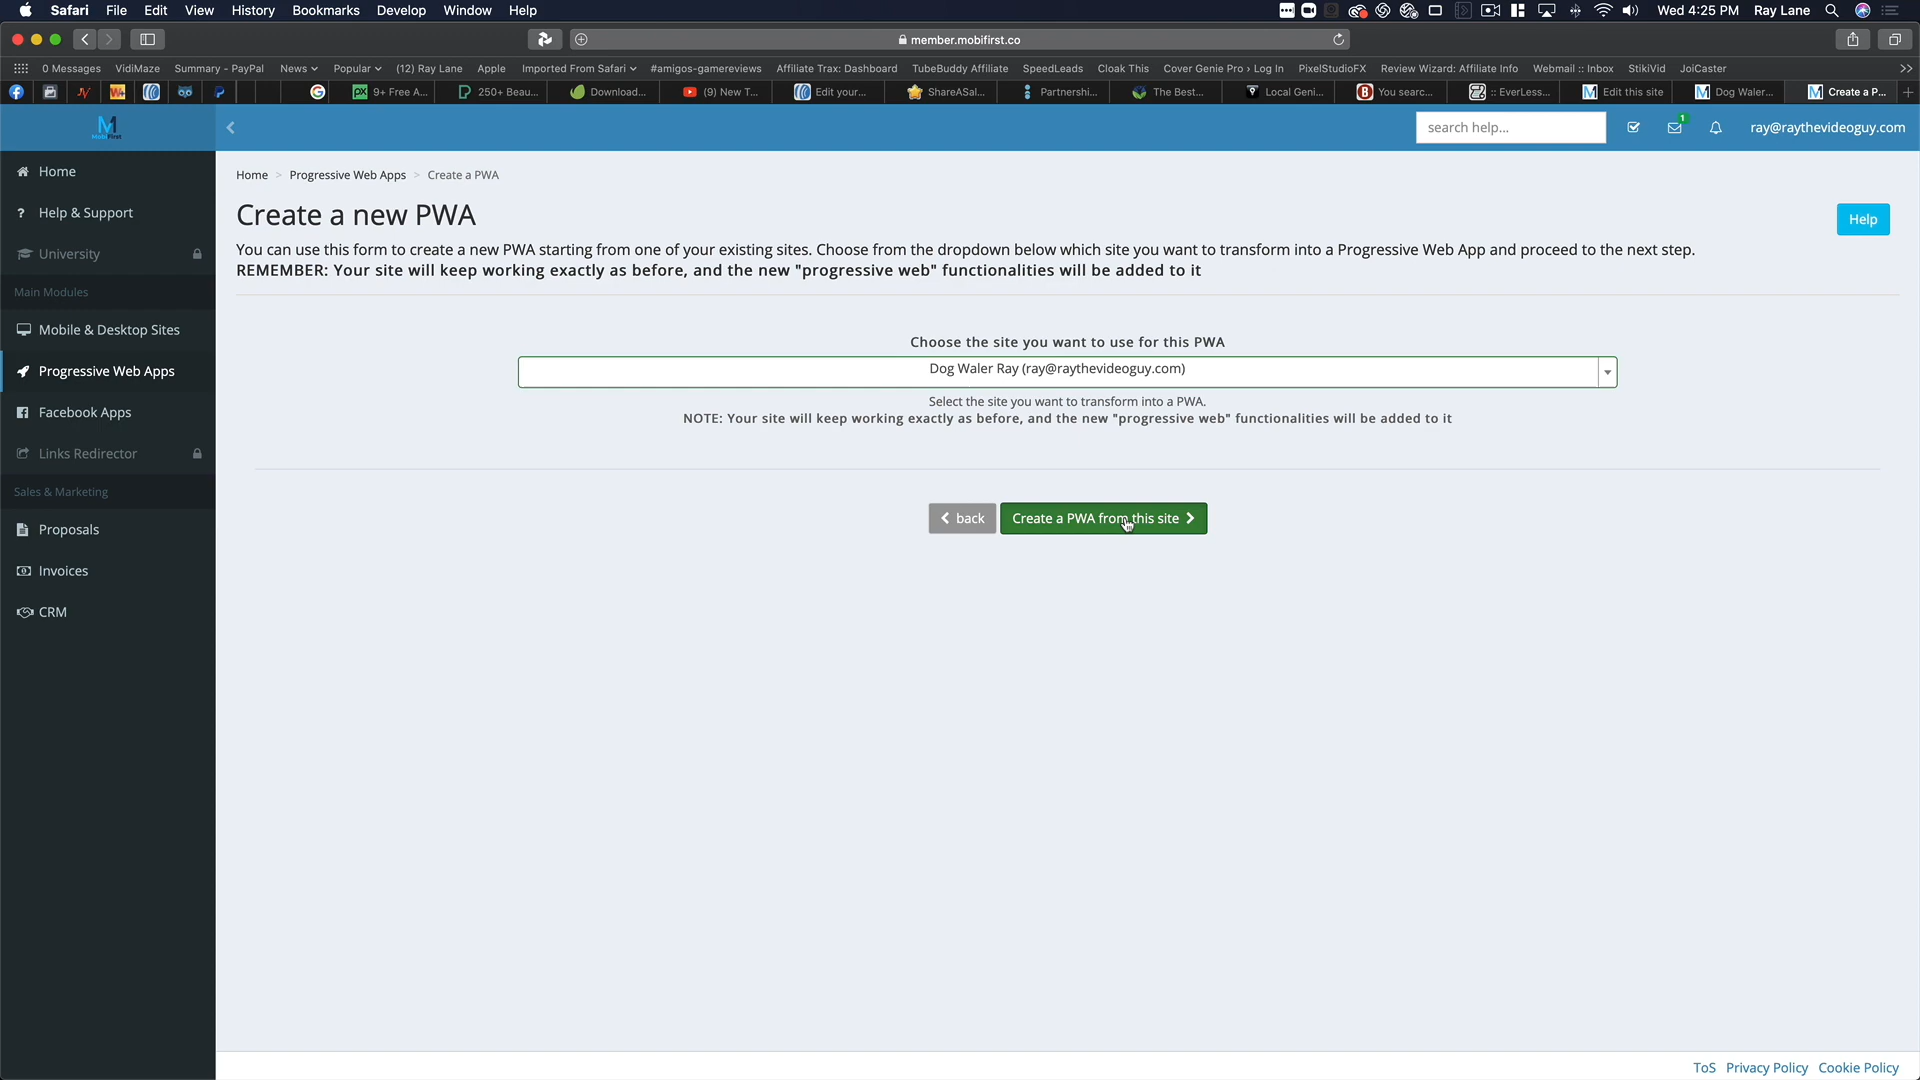 Safari File Edit View History Bookmarks Develop Window Help Wed 4:25 PM Ray Lane
member.mobifirst.co
0 Messages VidiMaze Summary - PayPal News Popular (12) Ray Lane Apple Imported From Safari #amigos-gamereviews Affiliate Trax: Dashboard TubeBuddy Affiliate SpeedLeads Cloak This Cover Genie Pro › Log In PixelStudioFX Review Wizard: Affiliate Info Webmail :: Inbox StikiVid JoiCaster
9+ Free A... 250+ Beau... Download... (9) New T... Edit your... ShareASal... Partnershi... The Best... Local Geni... You searc... :: EverLess... Edit this site Dog Waler... Create a P...
MobiFirst
search help...
1
ray@raythevideoguy.com
Home
Help & Support
University
Main Modules
Mobile & Desktop Sites
Progressive Web Apps
Facebook Apps
Links Redirector
Sales & Marketing
Proposals
Invoices
CRM
Home > Progressive Web Apps > Create a PWA
Create a new PWA
Help
You can use this form to create a new PWA starting from one of your existing sites. Choose from the dropdown below which site you want to transform into a Progressive Web App and proceed to the next step.
REMEMBER: Your site will keep working exactly as before, and the new "progressive web" functionalities will be added to it
Choose the site you want to use for this PWA
Dog Waler Ray (ray@raythevideoguy.com)
Select the site you want to transform into a PWA.
NOTE: Your site will keep working exactly as before, and the new "progressive web" functionalities will be added to it
back
Create a PWA from this site
ToS Privacy Policy Cookie Policy